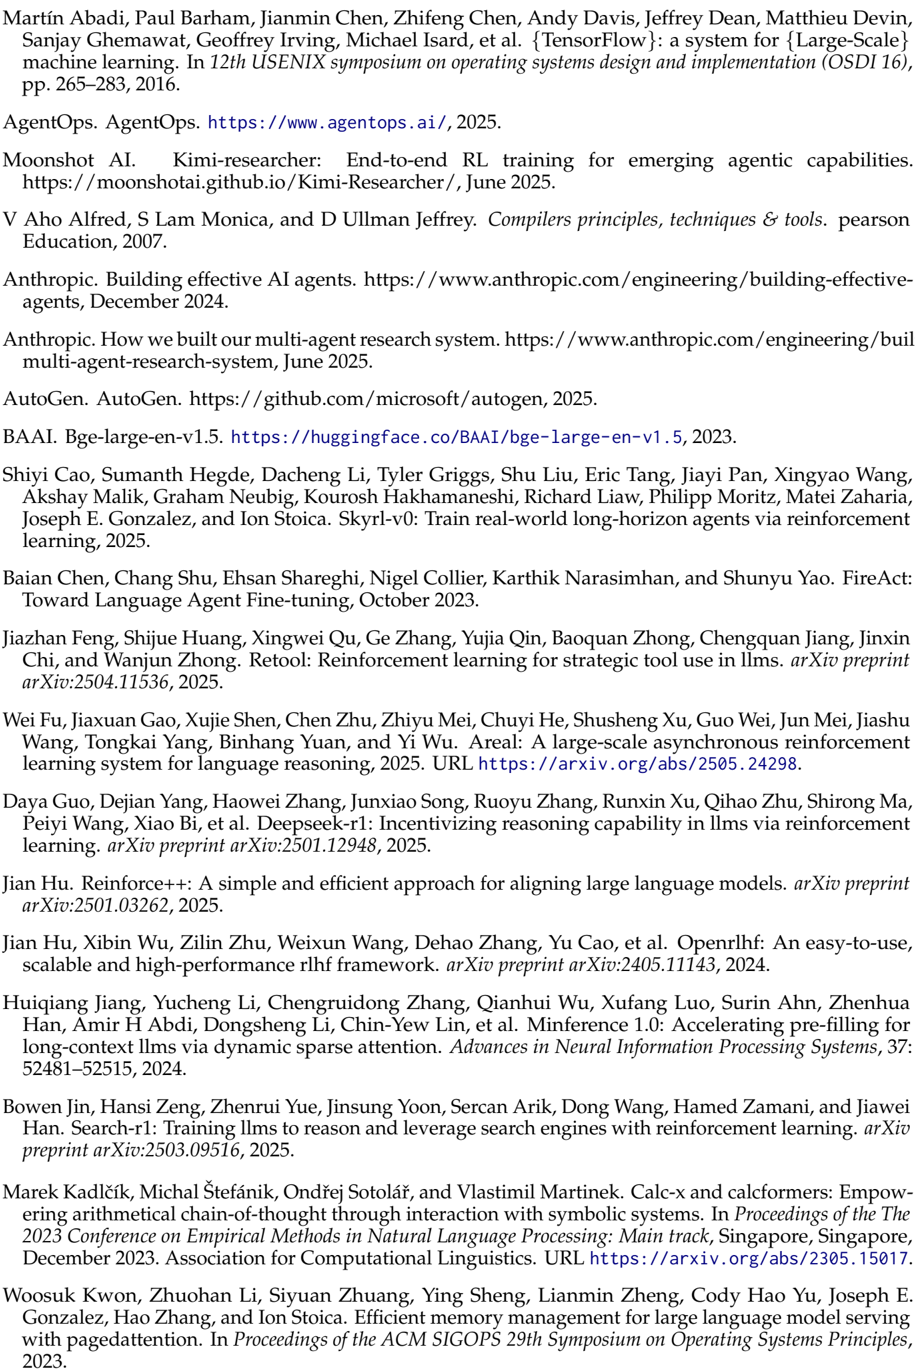 Martín Abadi, Paul Barham, Jianmin Chen, Zhifeng Chen, Andy Davis, Jeffrey Dean, Matthieu Devin,
Sanjay Ghemawat, Geoffrey Irving, Michael Isard, et al. {TensorFlow}: a system for {Large-Scale}
machine learning. In 12th USENIX symposium on operating systems design and implementation (OSDI 16),
pp. 265–283, 2016.
AgentOps. AgentOps. https://www.agentops.ai/, 2025.
Moonshot AI. Kimi-researcher: End-to-end RL training for emerging agentic capabilities.
https://moonshotai.github.io/Kimi-Researcher/, June 2025.
V Aho Alfred, S Lam Monica, and D Ullman Jeffrey. Compilers principles, techniques & tools. pearson
Education, 2007.
Anthropic. Building effective AI agents. https://www.anthropic.com/engineering/building-effective-
agents, December 2024.
Anthropic. How we built our multi-agent research system. https://www.anthropic.com/engineering/buil
multi-agent-research-system, June 2025.
AutoGen. AutoGen. https://github.com/microsoft/autogen, 2025.
BAAI. Bge-large-en-v1.5. https://huggingface.co/BAAI/bge-large-en-v1.5, 2023.
Shiyi Cao, Sumanth Hegde, Dacheng Li, Tyler Griggs, Shu Liu, Eric Tang, Jiayi Pan, Xingyao Wang,
Akshay Malik, Graham Neubig, Kourosh Hakhamaneshi, Richard Liaw, Philipp Moritz, Matei Zaharia,
Joseph E. Gonzalez, and Ion Stoica. Skyrl-v0: Train real-world long-horizon agents via reinforcement
learning, 2025.
Baian Chen, Chang Shu, Ehsan Shareghi, Nigel Collier, Karthik Narasimhan, and Shunyu Yao. FireAct:
Toward Language Agent Fine-tuning, October 2023.
Jiazhan Feng, Shijue Huang, Xingwei Qu, Ge Zhang, Yujia Qin, Baoquan Zhong, Chengquan Jiang, Jinxin
Chi, and Wanjun Zhong. Retool: Reinforcement learning for strategic tool use in llms. arXiv preprint
arXiv:2504.11536, 2025.
Wei Fu, Jiaxuan Gao, Xujie Shen, Chen Zhu, Zhiyu Mei, Chuyi He, Shusheng Xu, Guo Wei, Jun Mei, Jiashu
Wang, Tongkai Yang, Binhang Yuan, and Yi Wu. Areal: A large-scale asynchronous reinforcement
learning system for language reasoning, 2025. URL https://arxiv.org/abs/2505.24298.
Daya Guo, Dejian Yang, Haowei Zhang, Junxiao Song, Ruoyu Zhang, Runxin Xu, Qihao Zhu, Shirong Ma,
Peiyi Wang, Xiao Bi, et al. Deepseek-r1: Incentivizing reasoning capability in llms via reinforcement
learning. arXiv preprint arXiv:2501.12948, 2025.
Jian Hu. Reinforce++: A simple and efficient approach for aligning large language models. arXiv preprint
arXiv:2501.03262, 2025.
Jian Hu, Xibin Wu, Zilin Zhu, Weixun Wang, Dehao Zhang, Yu Cao, et al. Openrlhf: An easy-to-use,
scalable and high-performance rlhf framework. arXiv preprint arXiv:2405.11143, 2024.
Huiqiang Jiang, Yucheng Li, Chengruidong Zhang, Qianhui Wu, Xufang Luo, Surin Ahn, Zhenhua
Han, Amir H Abdi, Dongsheng Li, Chin-Yew Lin, et al. Minference 1.0: Accelerating pre-filling for
long-context llms via dynamic sparse attention. Advances in Neural Information Processing Systems, 37:
52481–52515, 2024.
Bowen Jin, Hansi Zeng, Zhenrui Yue, Jinsung Yoon, Sercan Arik, Dong Wang, Hamed Zamani, and Jiawei
Han. Search-r1: Training llms to reason and leverage search engines with reinforcement learning. arXiv
preprint arXiv:2503.09516, 2025.
Marek Kadlčík, Michal Štefánik, Ondřej Sotolář, and Vlastimil Martinek. Calc-x and calcformers: Empow-
ering arithmetical chain-of-thought through interaction with symbolic systems. In Proceedings of the The
2023 Conference on Empirical Methods in Natural Language Processing: Main track, Singapore, Singapore,
December 2023. Association for Computational Linguistics. URL https://arxiv.org/abs/2305.15017.
Woosuk Kwon, Zhuohan Li, Siyuan Zhuang, Ying Sheng, Lianmin Zheng, Cody Hao Yu, Joseph E.
Gonzalez, Hao Zhang, and Ion Stoica. Efficient memory management for large language model serving
with pagedattention. In Proceedings of the ACM SIGOPS 29th Symposium on Operating Systems Principles,
2023.